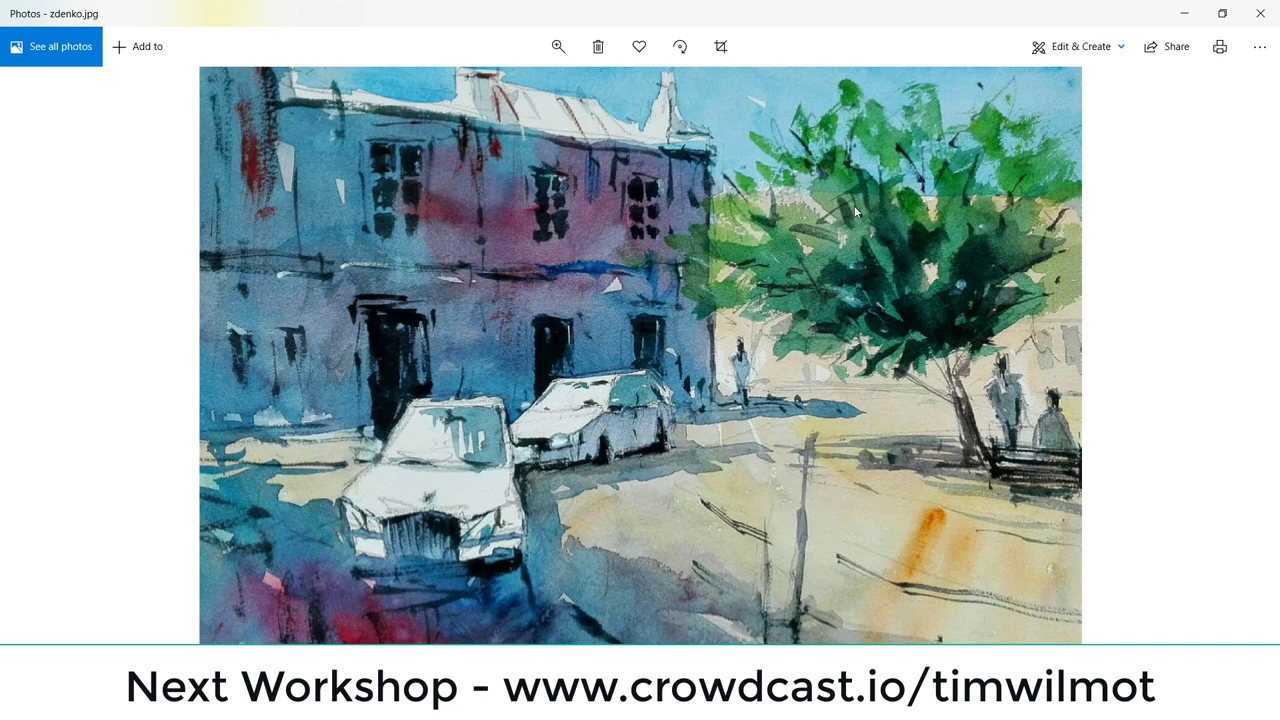 Photos - zdenko.jpg
See all photos
Add to
Edit & Create
Share
Next Workshop - www.crowdcast.io/timwilmot